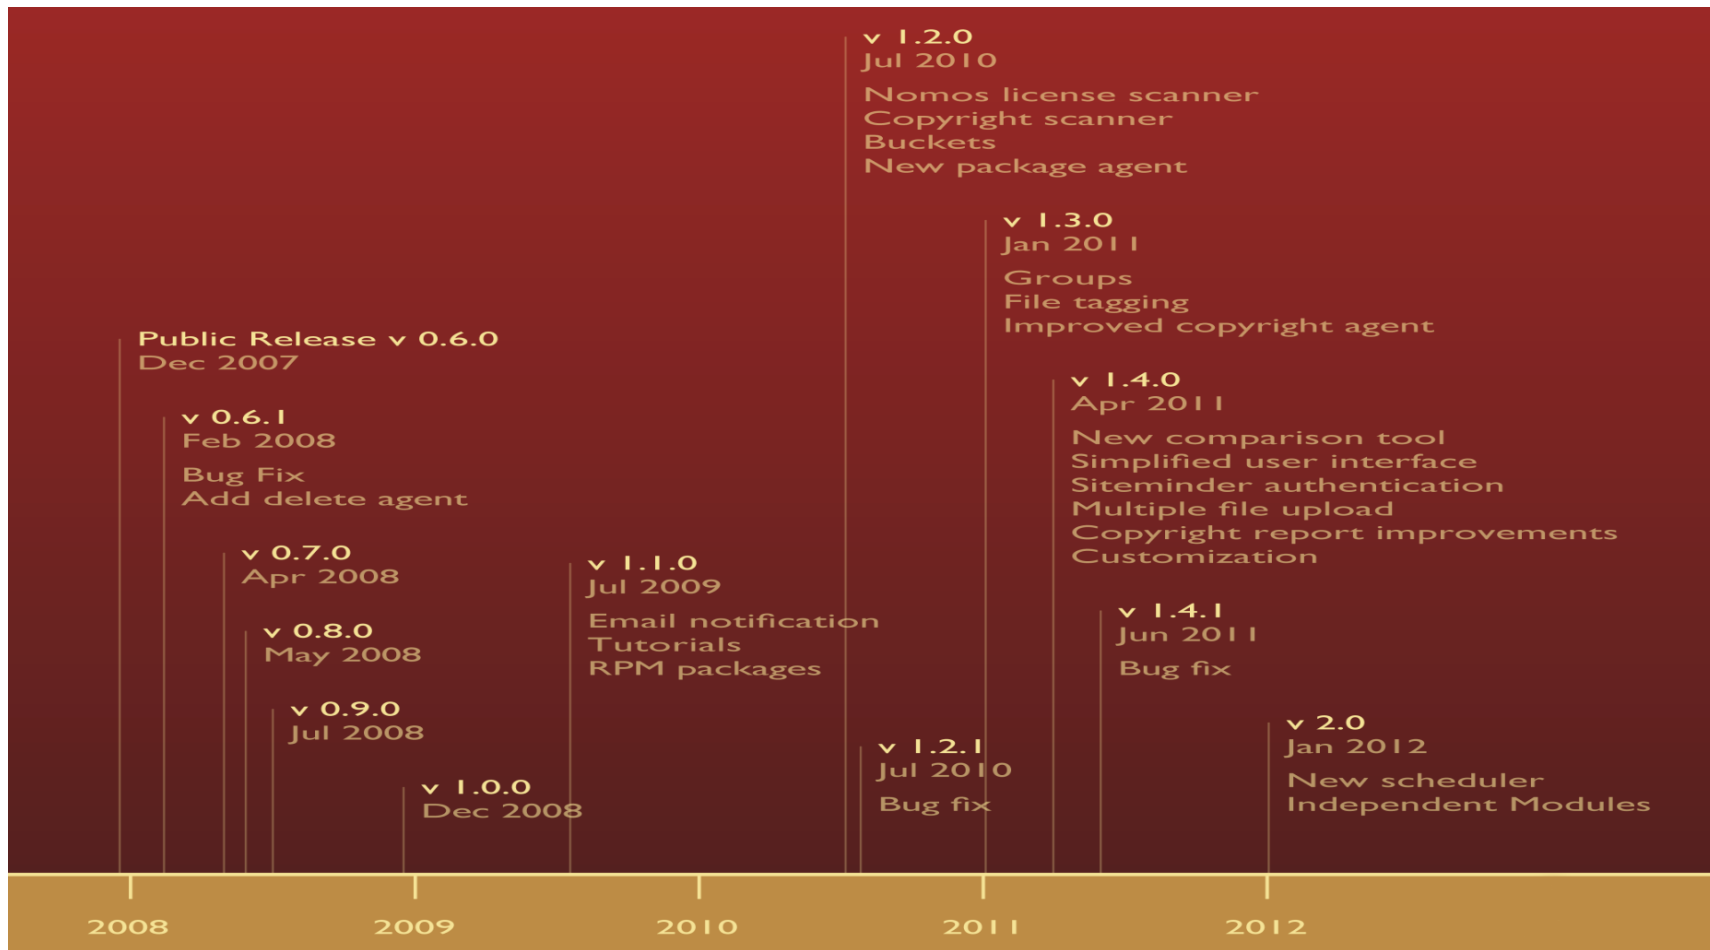 v 1.2.0
Jul 2010
Nomos license scanner
Copyright scanner
Buckets
New package agent
v 1.3.0
Jan 2011
Groups
File tagging
Improved copyright agent
Public Release v 0.6.0
Dec 2007
v 0.6.1
Feb 2008
Bug Fix
Add delete agent
v 1.4.0
Apr 2011
New comparison tool
Simplified user interface
Siteminder authentication
Multiple file upload
Copyright report improvements
Customization
v 0.7.0
Apr 2008
v 1.1.0
Jul 2009
Email notification
Tutorials
RPM packages
v 0.8.0
May 2008
v 1.4.1
Jun 2011
Bug fix
v 0.9.0
Jul 2008
v 1.2.1
Jul 2010
Bug fix
v 2.0
Jan 2012
New scheduler
Independent Modules
v 1.0.0
Dec 2008
2008 2009 2010 2011 2012